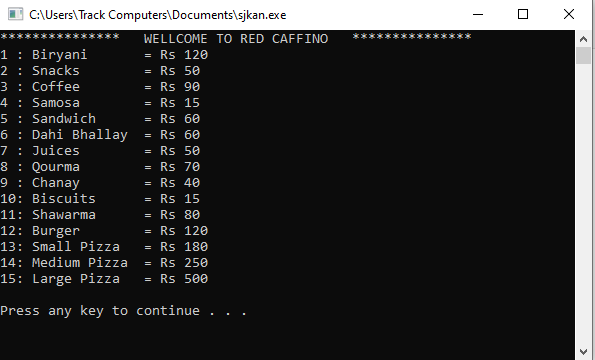 C:\Users\Track Computers\Documents\sjkan.exe
***************   WELLCOME TO RED CAFFINO   ***************
1 : Biryani       = Rs 120
2 : Snacks        = Rs 50
3 : Coffee        = Rs 90
4 : Samosa        = Rs 15
5 : Sandwich      = Rs 60
6 : Dahi Bhallay  = Rs 60
7 : Juices        = Rs 50
8 : Qourma        = Rs 70
9 : Chanay        = Rs 40
10: Biscuits      = Rs 15
11: Shawarma      = Rs 80
12: Burger        = Rs 120
13: Small Pizza   = Rs 180
14: Medium Pizza  = Rs 250
15: Large Pizza   = Rs 500
Press any key to continue . . .